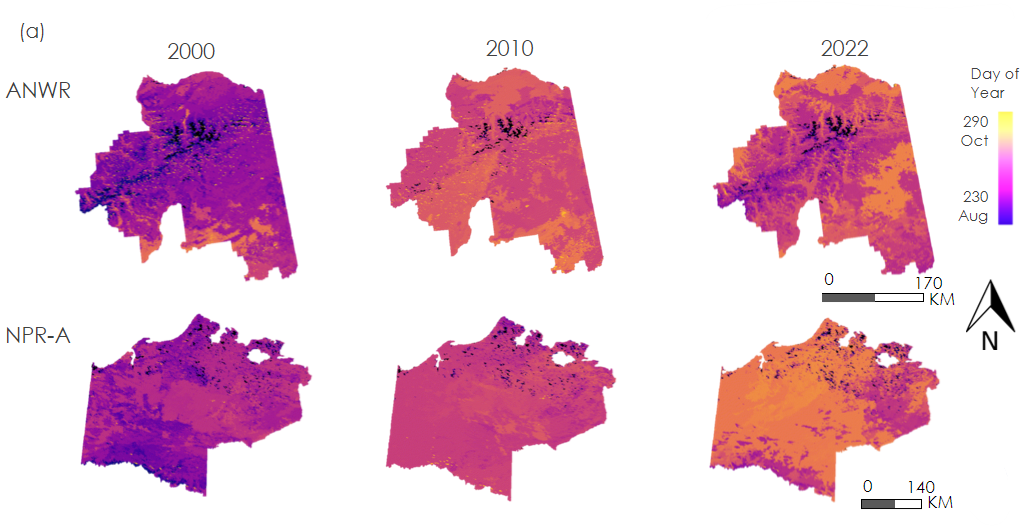 (a)
2000 2010 2022
ANWR
Day of
Year
290
Oct
230
Aug
0 170
KM
NPR-A
N
0 140
KM